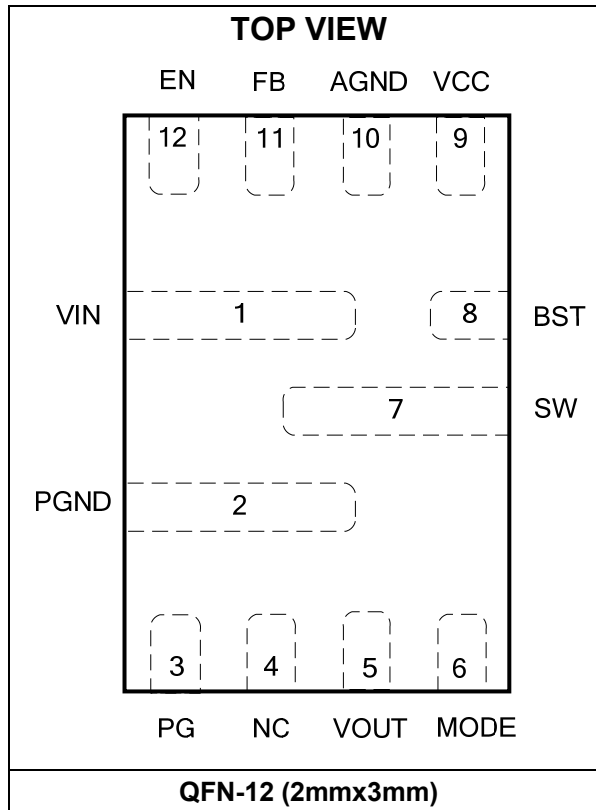 TOP VIEW
EN FB AGND VCC
12 11 10 9
VIN 1 8 BST
7 SW
PGND 2
3 4 5 6
PG NC VOUT MODE
QFN-12 (2mmx3mm)